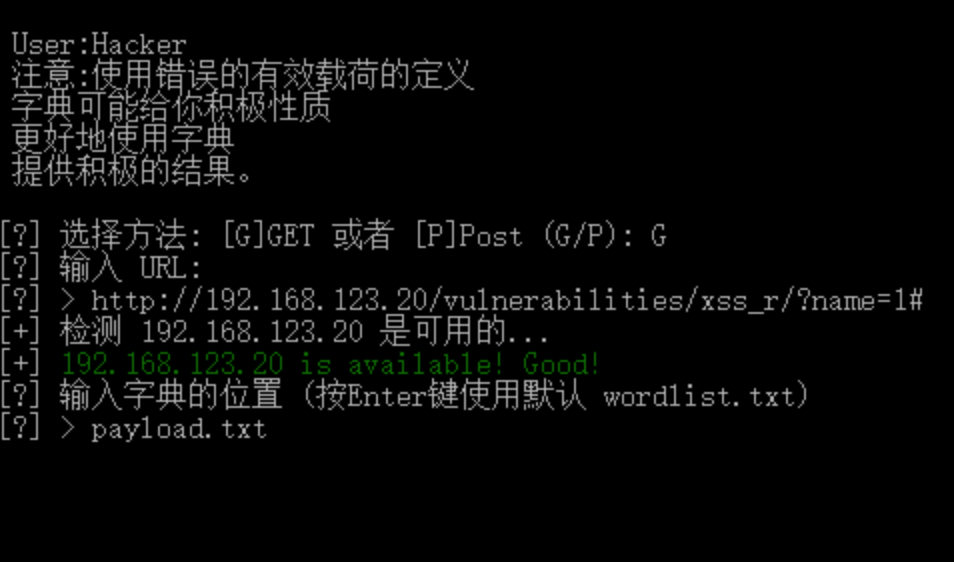 User:Hacker
注意:使用错误的有效载荷的定义
字典可能给你积极性质
更好地使用字典
提供积极的结果。
[?] 选择方法: [G]GET 或者 [P]Post (G/P): G
[?] 输入 URL:
[?] > http://192.168.123.20/vulnerabilities/xss_r/?name=1#
[+] 检测 192.168.123.20 是可用的...
[+] 192.168.123.20 is available! Good!
[?] 输入字典的位置 (按Enter键使用默认 wordlist.txt)
[?] > payload.txt